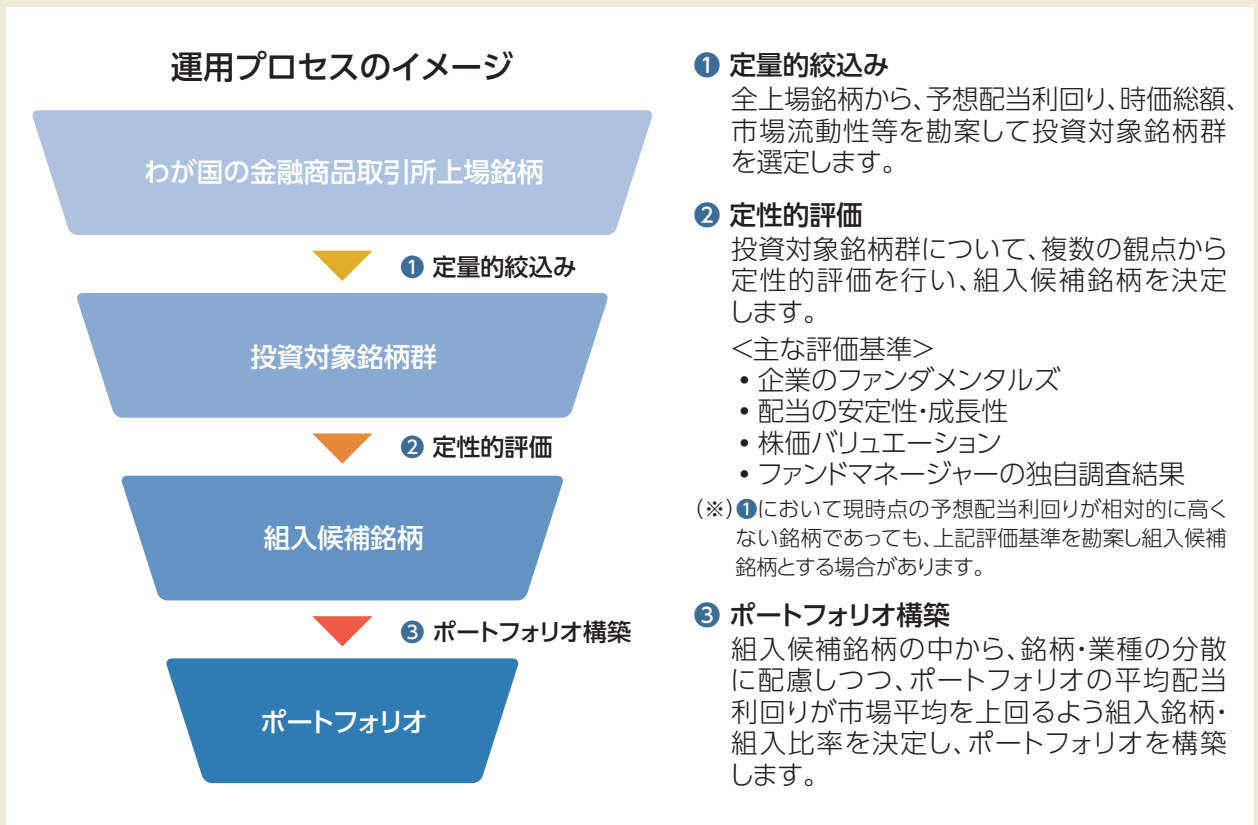 運用プロセスのイメージ
わが国の金融商品取引所上場銘柄
❶ 定量的絞込み
投資対象銘柄群
❷ 定性的評価
組入候補銘柄
❸ ポートフォリオ構築
ポートフォリオ
❶ 定量的絞込み
全上場銘柄から、予想配当利回り、時価総額、
市場流動性等を勘案して投資対象銘柄群
を選定します。
❷ 定性的評価
投資対象銘柄群について、複数の観点から
定性的評価を行い、組入候補銘柄を決定
します。
＜主な評価基準＞
• 企業のファンダメンタルズ
• 配当の安定性・成長性
• 株価バリュエーション
• ファンドマネージャーの独自調査結果
（※）❶において現時点の予想配当利回りが相対的に高く
ない銘柄であっても、上記評価基準を勘案し組入候補
銘柄とする場合があります。
❸ ポートフォリオ構築
組入候補銘柄の中から、銘柄・業種の分散
に配慮しつつ、ポートフォリオの平均配当
利回りが市場平均を上回るよう組入銘柄・
組入比率を決定し、ポートフォリオを構築
します。